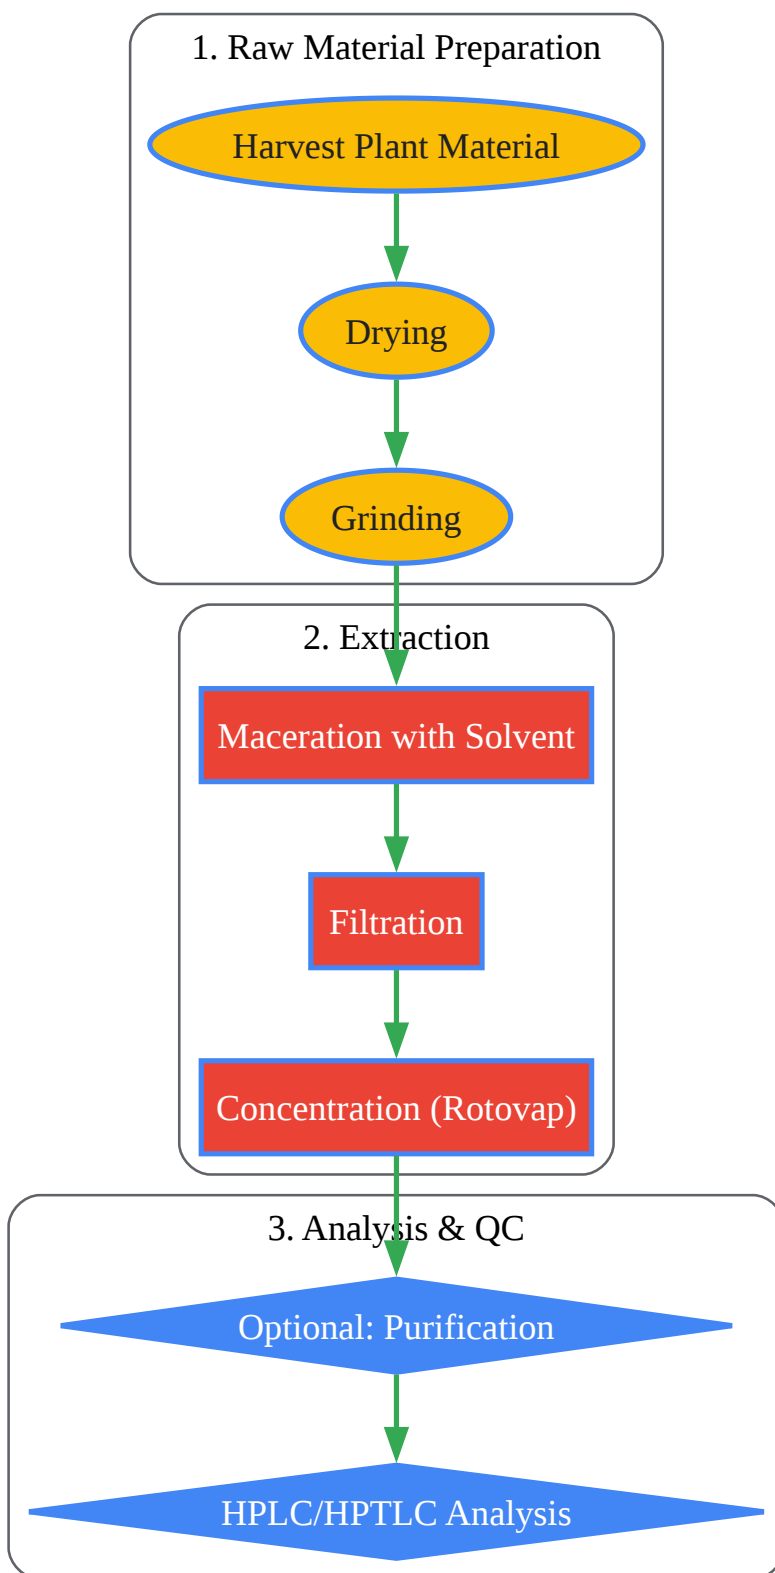 1. Raw Material Preparation
Harvest Plant Material
Drying
Grinding
2. Extraction
Maceration with Solvent
Filtration
Concentration (Rotovap)
3. Analysis & QC
Optional: Purification
HPLC/HPTLC Analysis